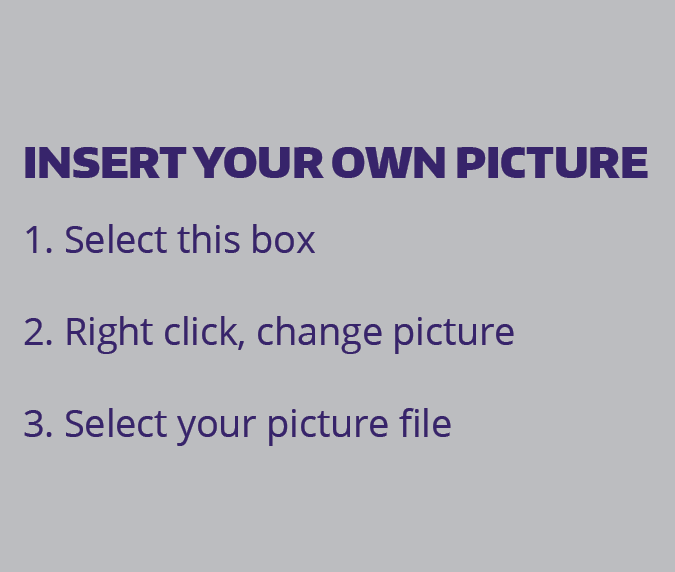 INSERT YOUR OWN PICTURE
1. Select this box
2. Right click, change picture
3. Select your picture file